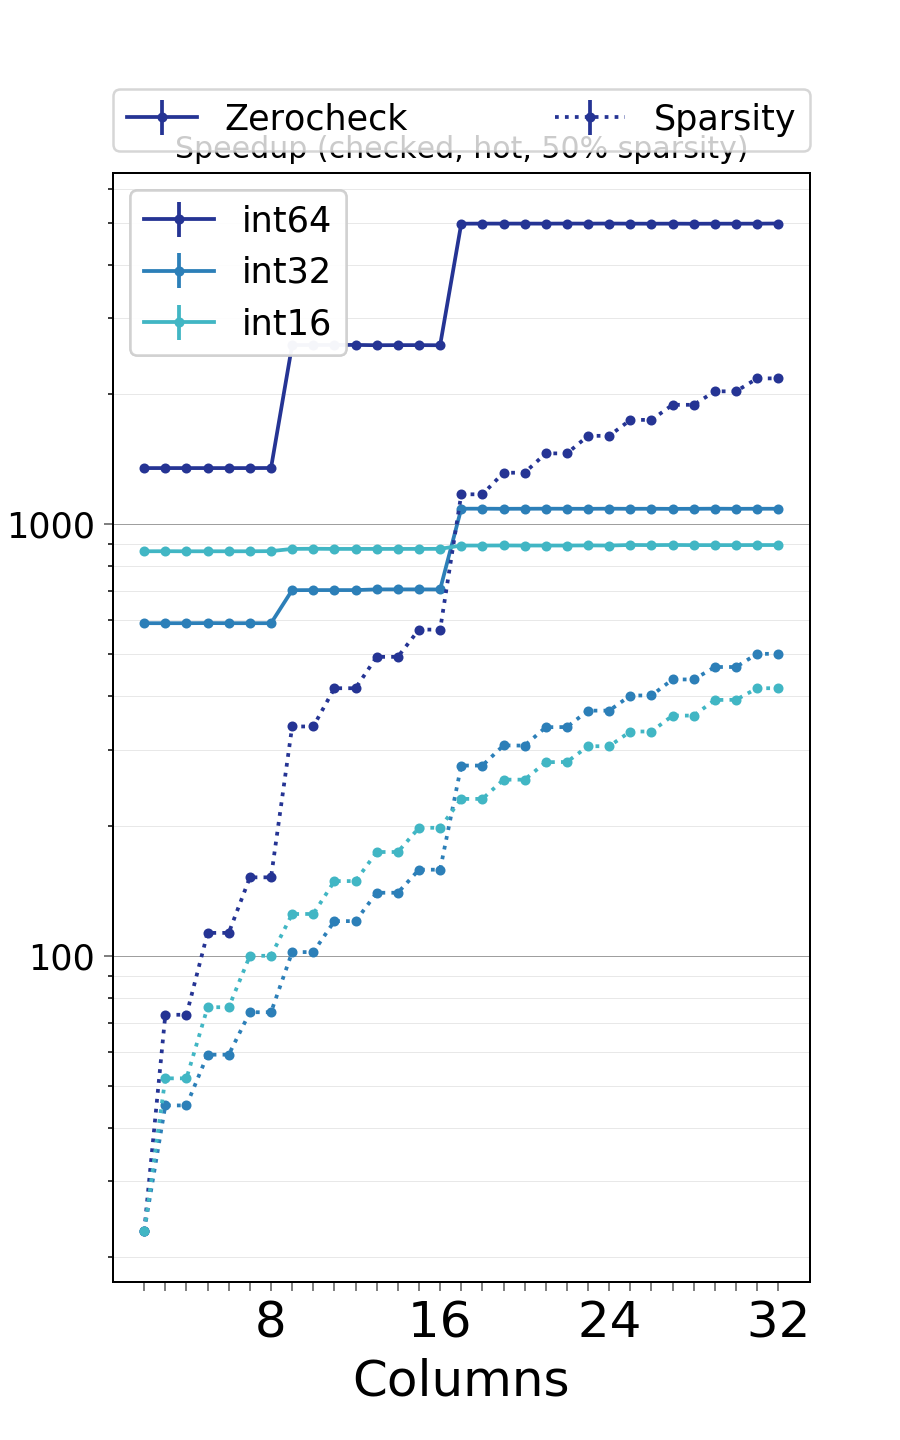 Zerocheck Sparsity
Speedup (checked, hot, 50% sparsity)
int64
int32
int16
1000
100
8 16 24 32
Columns